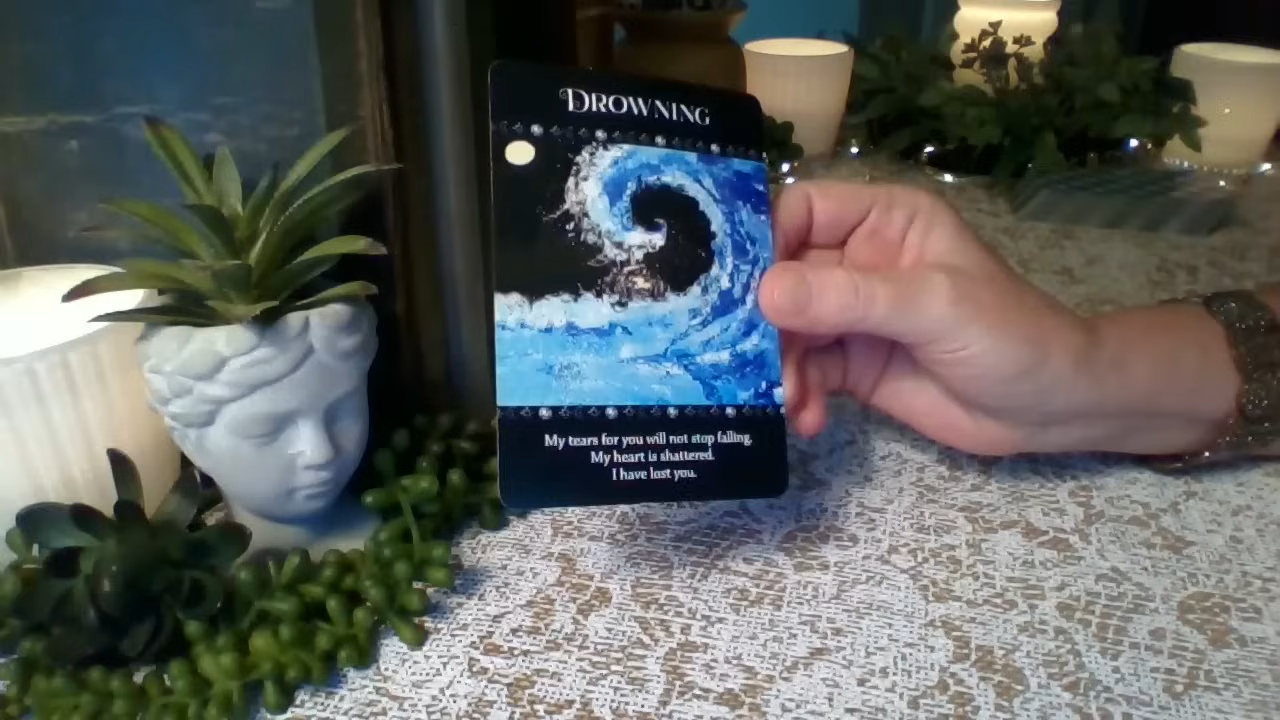 DROWNING
My tears for you will not stop falling.
My heart is shattered.
I have lost you.